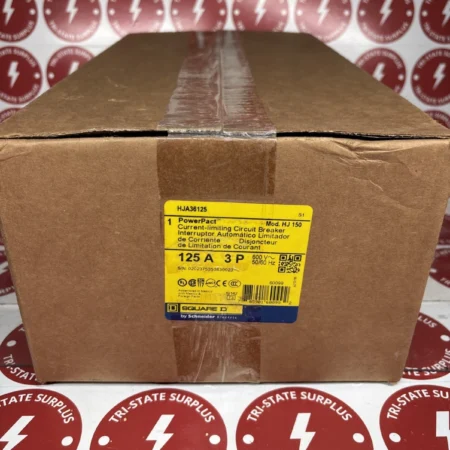 TRI-STATE SURPLUS
HJA36125
1 PowerPact™ Mod. HJ 150
Current-limiting Circuit Breaker
Interruptor Automático Limitador
de Corriente Disjoncteur
de Limitation de Courant
125 A 3 P 600 V~
50/60 Hz
SQUARE D
by Schneider Electric
TRI-STATE SURPLUS
TRI-STATE SURPLUS
TRI-STATE SURPLUS